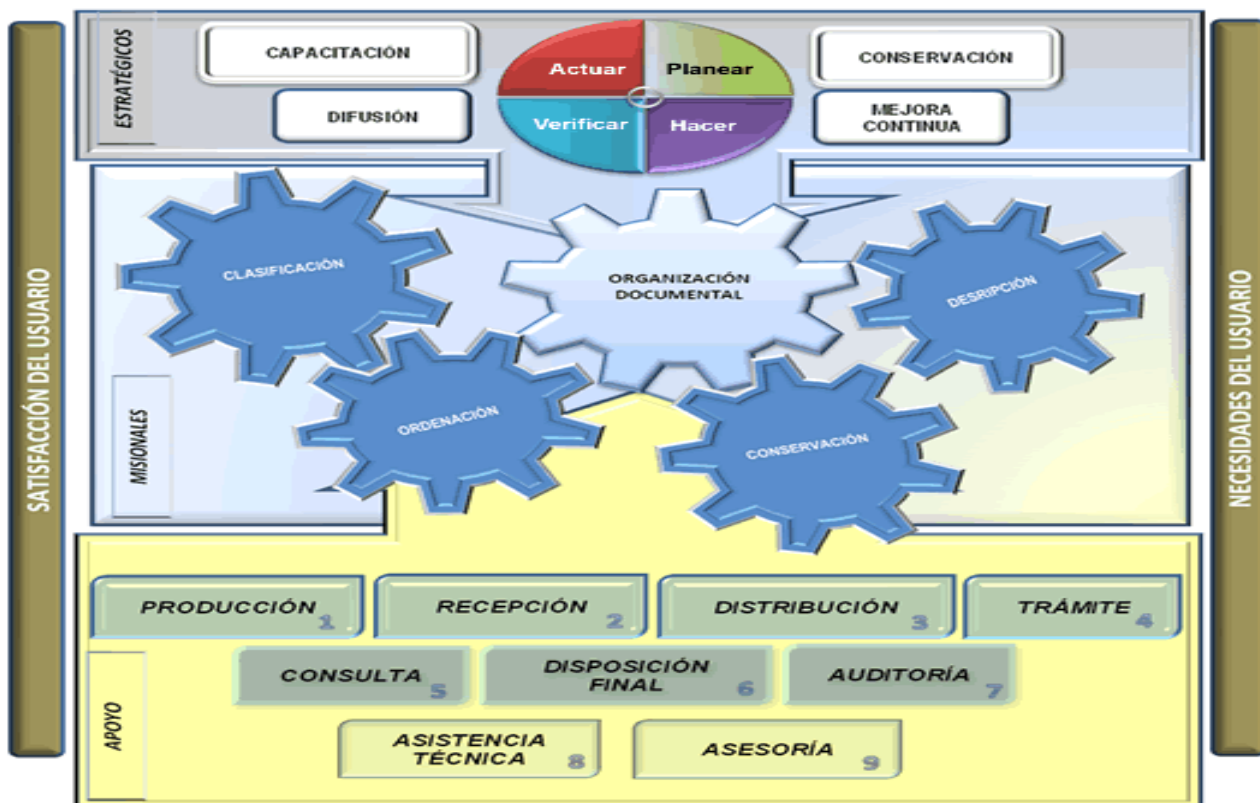 SATISFACCIÓN DEL USUARIO
NECESIDADES DEL USUARIO
ESTRATÉGICOS
CAPACITACIÓN
DIFUSIÓN
Actuar
Planear
Verificar
Hacer
CONSERVACIÓN
MEJORA
CONTINUA
MISIONALES
CLASIFICACIÓN
ORGANIZACIÓN
DOCUMENTAL
DESRIPCIÓN
ORDENACIÓN
CONSERVACIÓN
APOYO
PRODUCCIÓN 1
RECEPCIÓN 2
DISTRIBUCIÓN 3
TRÁMITE 4
CONSULTA 5
DISPOSICIÓN
FINAL 6
AUDITORÍA 7
ASISTENCIA
TÉCNICA 8
ASESORÍA 9